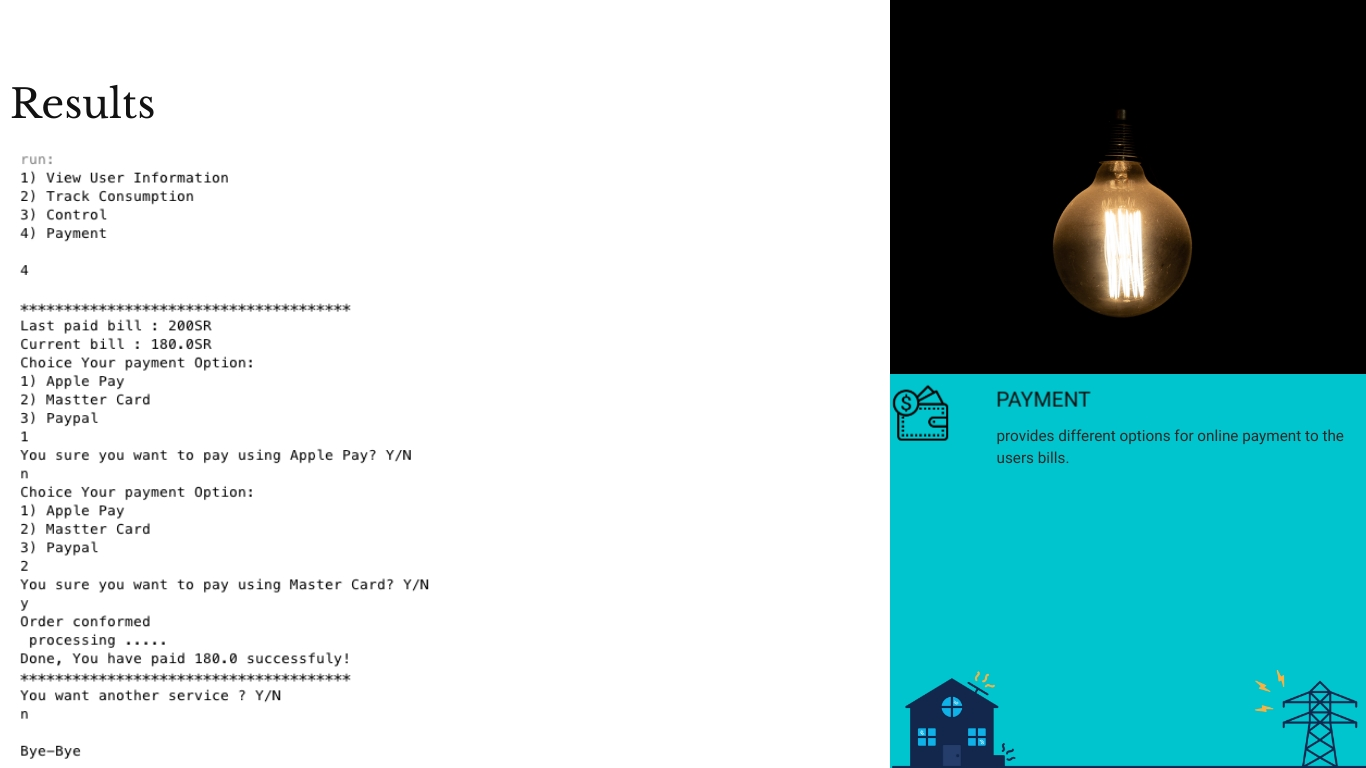 Results
run:
1) View User Information
2) Track Consumption
3) Control
4) Payment
4
**************************************
Last paid bill : 200SR
Current bill : 180.0SR
Choice Your payment Option:
1) Apple Pay
2) Mastter Card
3) Paypal
1
You sure you want to pay using Apple Pay? Y/N
n
Choice Your payment Option:
1) Apple Pay
2) Mastter Card
3) Paypal
2
You sure you want to pay using Master Card? Y/N
y
Order conformed
processing .....
Done, You have paid 180.0 successfuly!
**************************************
You want another service ? Y/N
n
Bye-Bye
$
PAYMENT
provides different options for online payment to the
users bills.